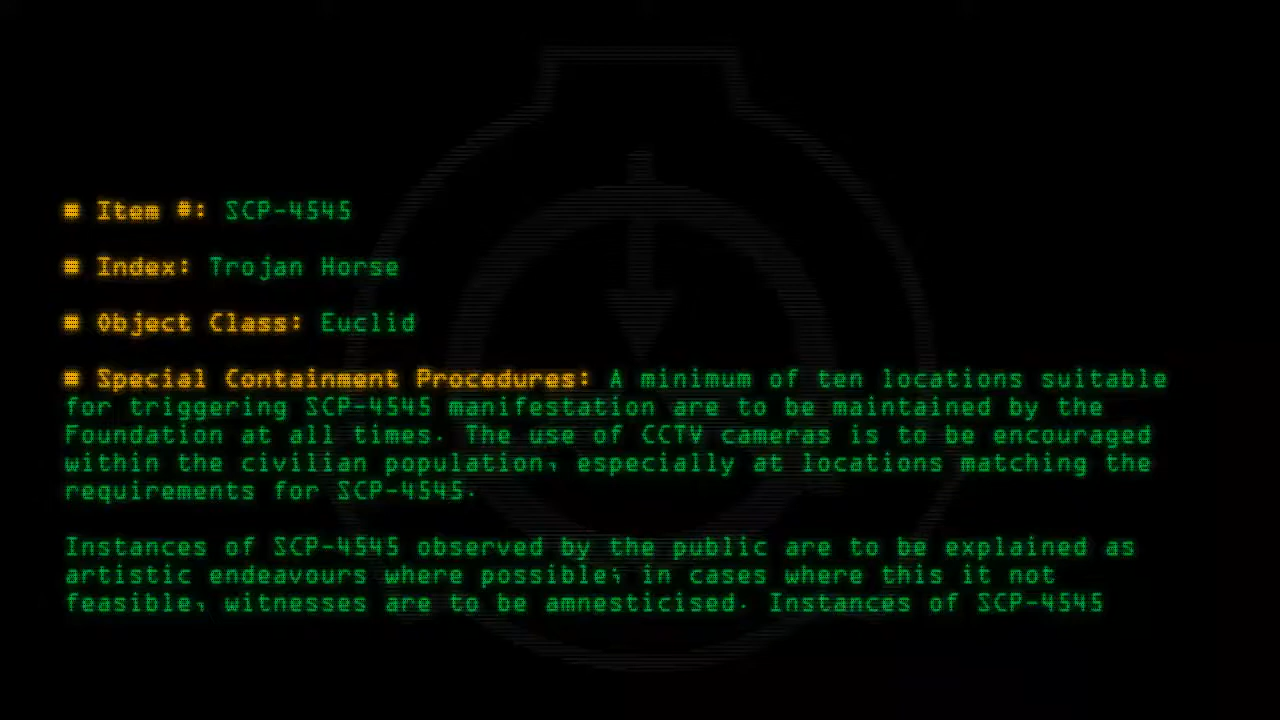 ■ Item #: SCP-4545
■ Index: Trojan Horse
■ Object Class: Euclid
■ Special Containment Procedures: A minimum of ten locations suitable
for triggering SCP-4545 manifestation are to be maintained by the
Foundation at all times. The use of CCTV cameras is to be encouraged
within the civilian population, especially at locations matching the
requirements for SCP-4545.
Instances of SCP-4545 observed by the public are to be explained as
artistic endeavours where possible; in cases where this it not
feasible, witnesses are to be amnesticised. Instances of SCP-4545